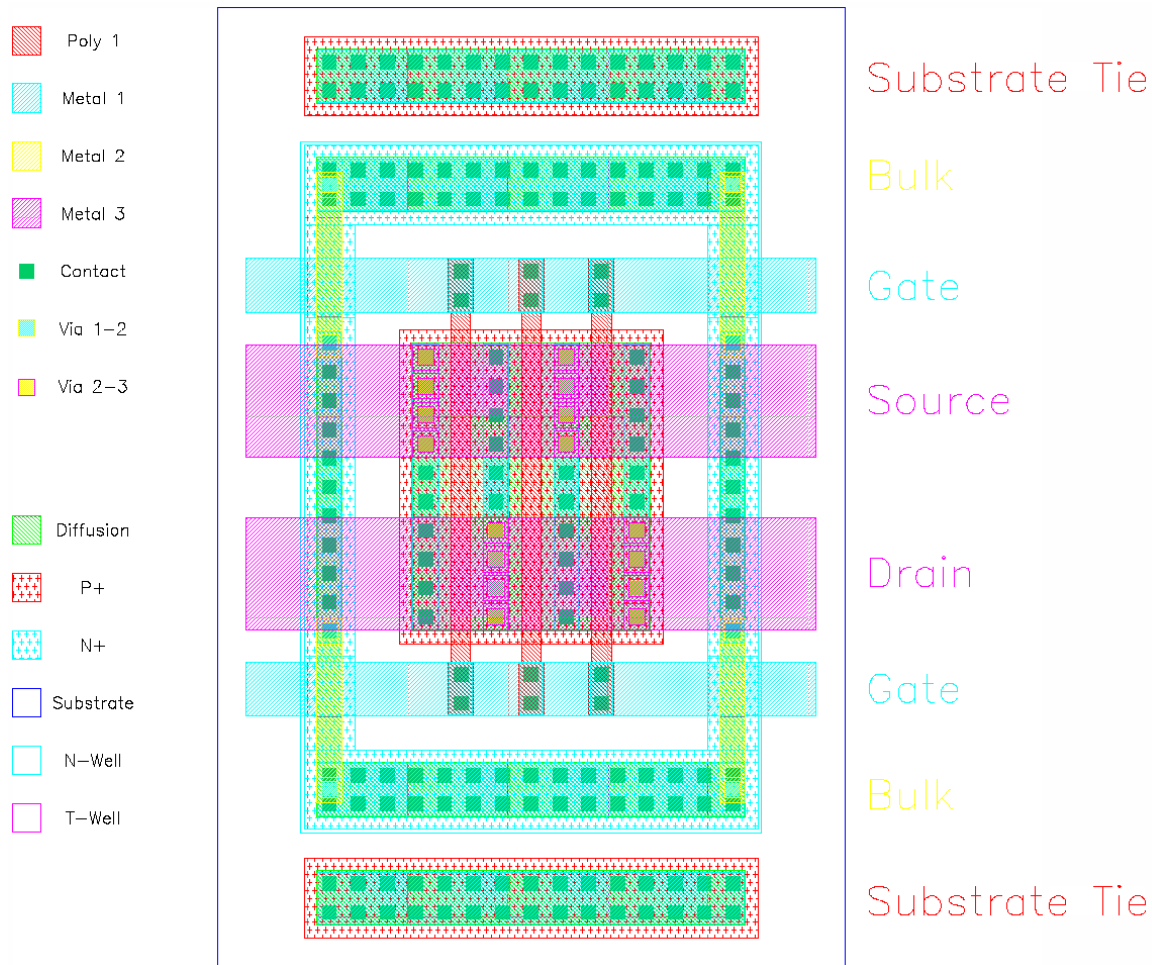 Poly 1
Metal 1
Metal 2
Metal 3
Contact
Via 1-2
Via 2-3
Diffusion
P+
N+
Substrate
N-Well
T-Well
Substrate Tie
Bulk
Gate
Source
Drain
Gate
Bulk
Substrate Tie